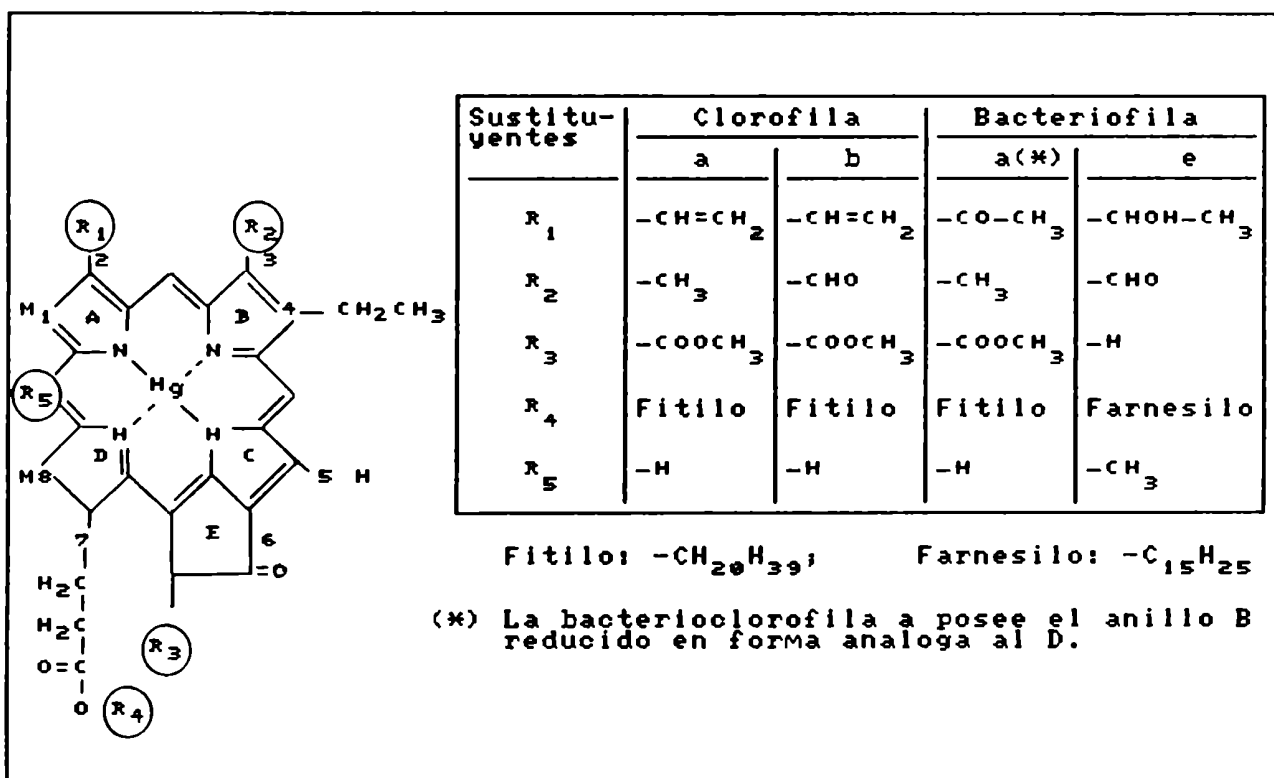 Sustitu-
yentes
Clorofila
Bacteriofila
a b a(*) e
R1 -CH=CH2 -CH=CH2 -CO-CH3 -CHOH-CH3
R2 -CH3 -CHO -CH3 -CHO
R3 -COOCH3 -COOCH3 -COOCH3 -H
R4 Fitilo Fitilo Fitilo Farnesilo
R5 -H -H -H -CH3
R1 R2
2 3
M1 A B 4 CH2CH3
N N
R5 Hg
H H
D C
M8 5 H
E
7 6
H2C =O
H2C
R3
O=C
O R4
Fitilo: -CH20H39; Farnesilo: -C15H25
(*) La bacterioclorofila a posee el anillo B
reducido en forma analoga al D.